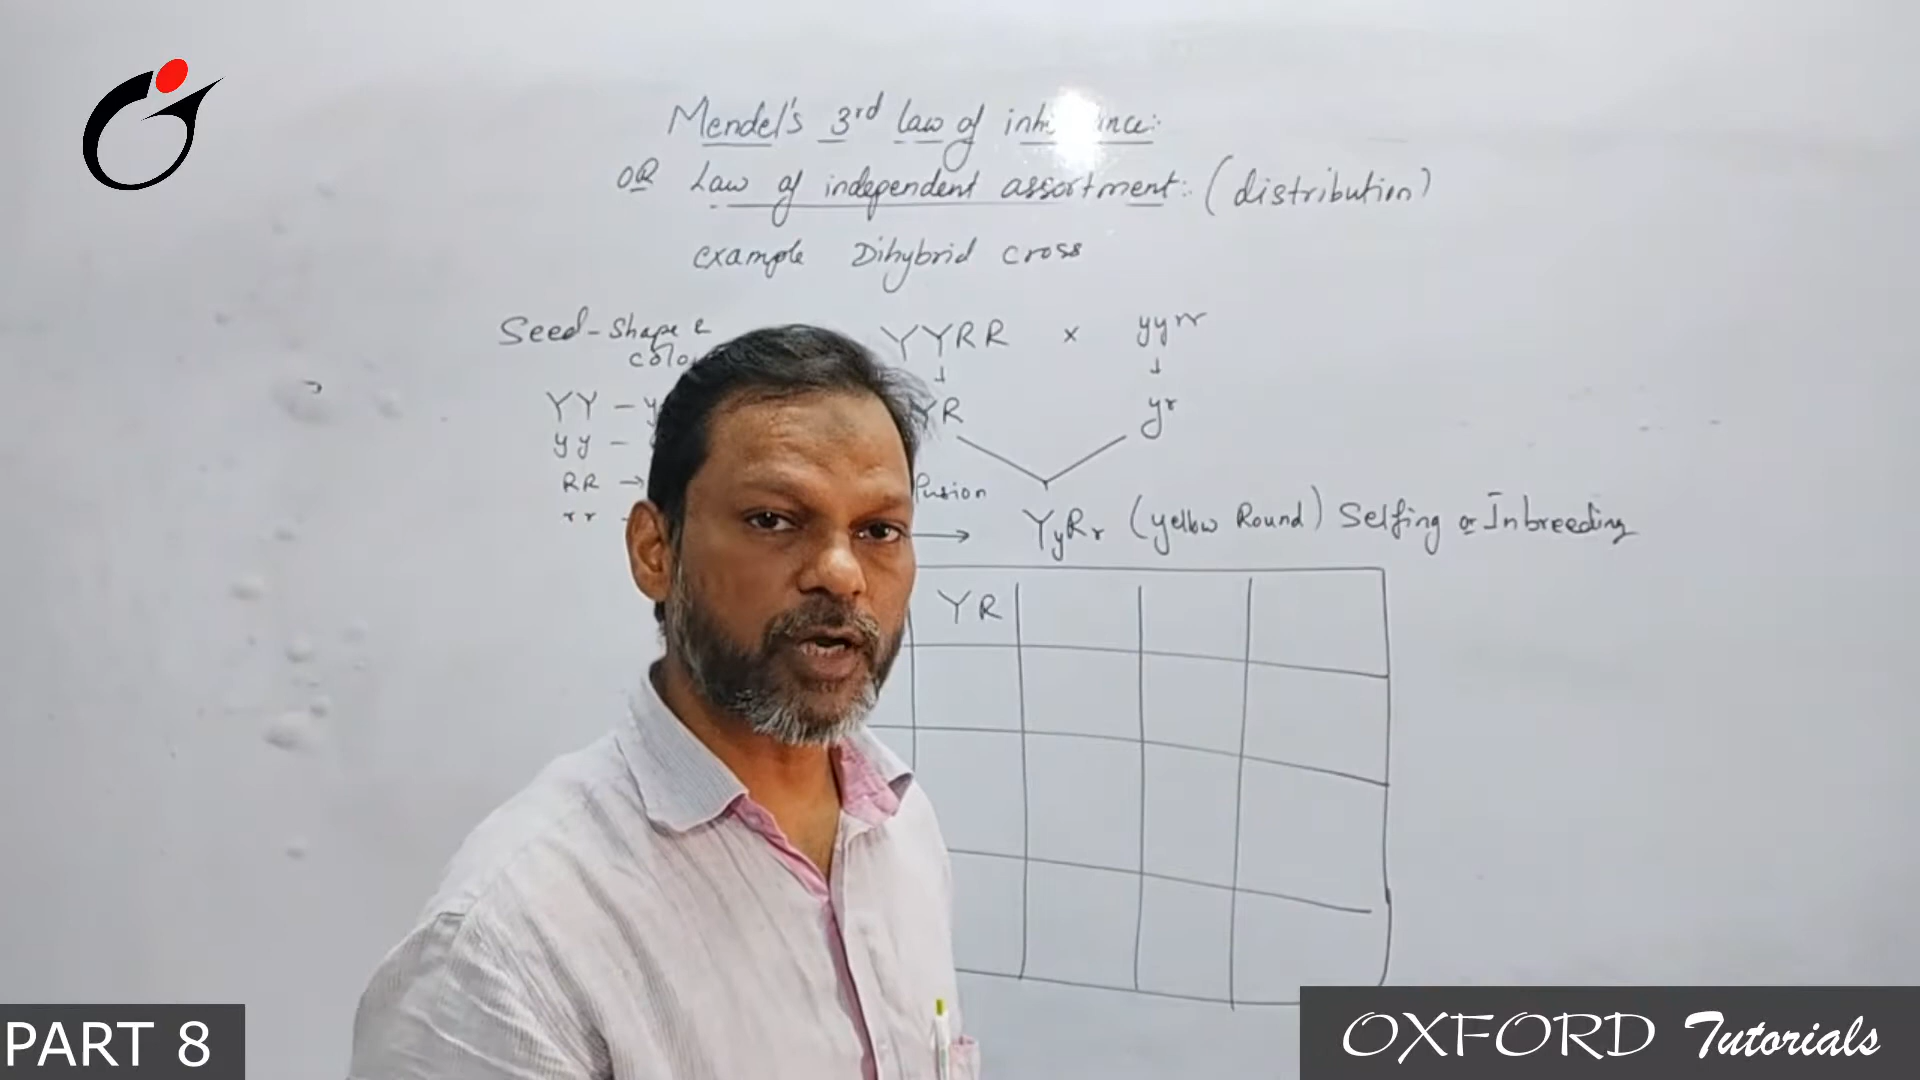 Mendel's 3rd law of
OR Law of independent assortment: (distribution)
example Dihybrid cross
Seed-Shape &
YYRR x yyrr
YY -
YR yr
yy -
RR →
Fusion
rr -
YyRr (yellow Round) Selfing or Inbreeding
YR
PART 8
OXFORD Tutorials